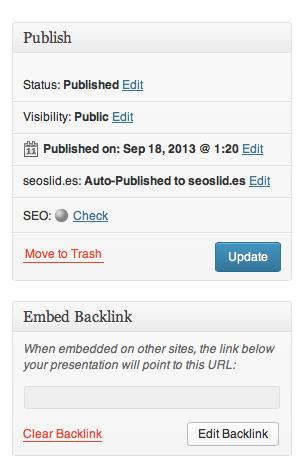 Publish
Status: Published Edit
Visibility: Public Edit
11 Published on: Sep 18, 2013 @ 1:20 Edit
seoslid.es: Auto-Published to seoslid.es Edit
SEO: Check
Move to Trash Update
Embed Backlink
When embedded on other sites, the link below
your presentation will point to this URL:
Clear Backlink Edit Backlink